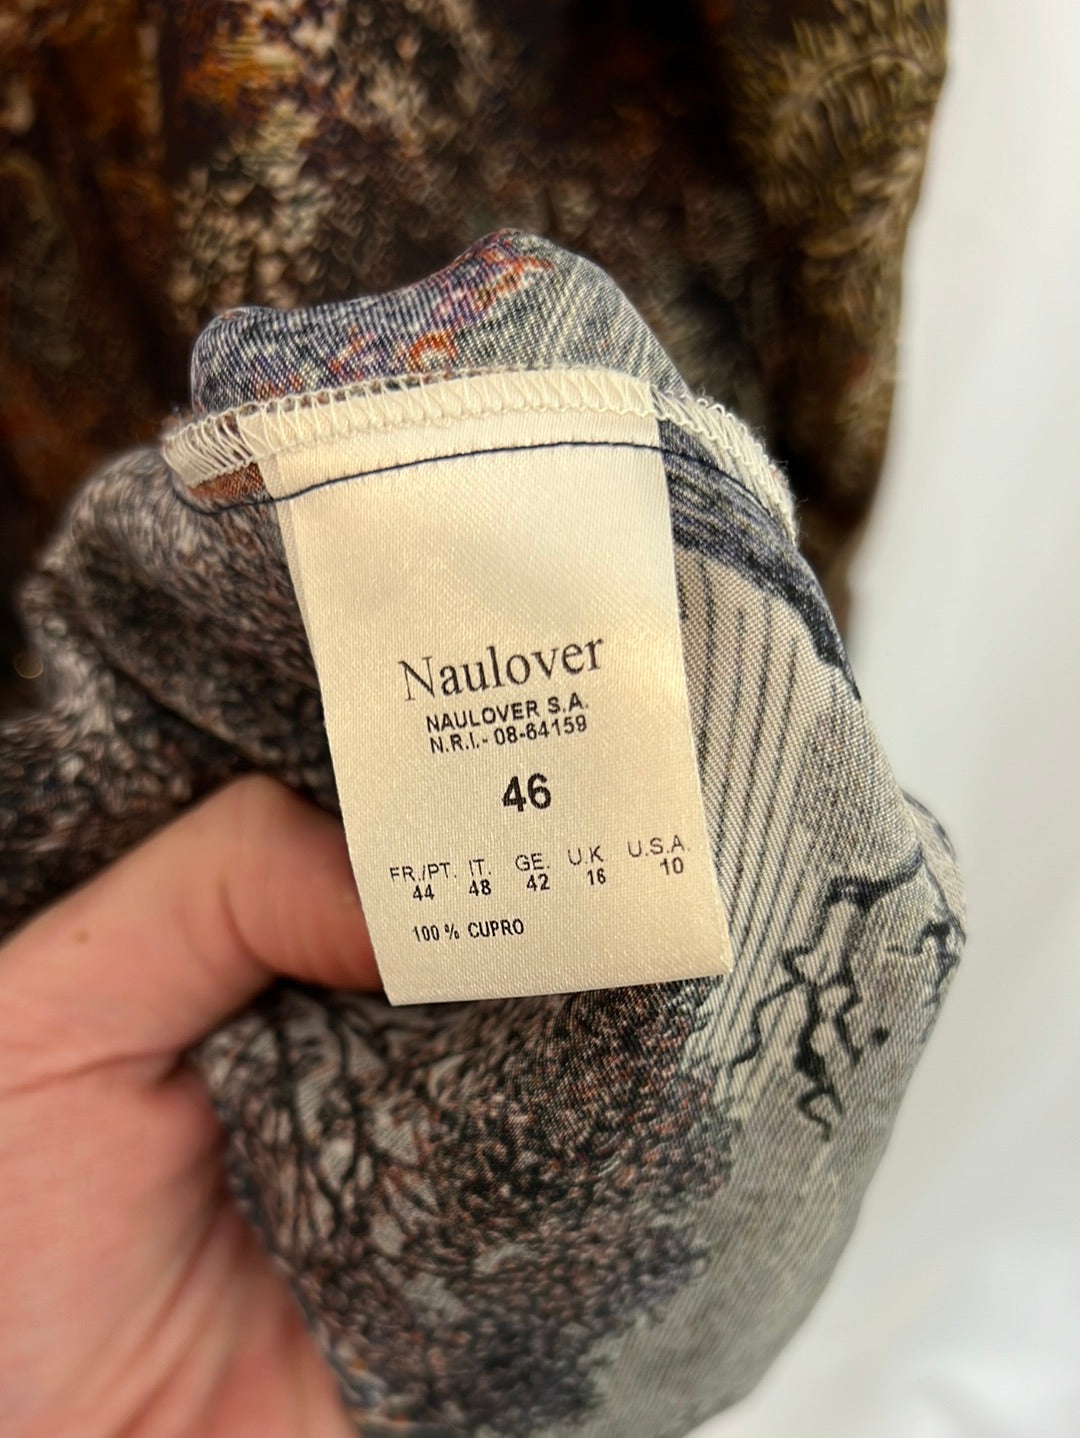 Naulover
NAULOVER S.A.
N.R.I.- 08-64159
46
FR./PT. IT. GE. U.K U.S.A.
44 48 42 16 10
100 % CUPRO